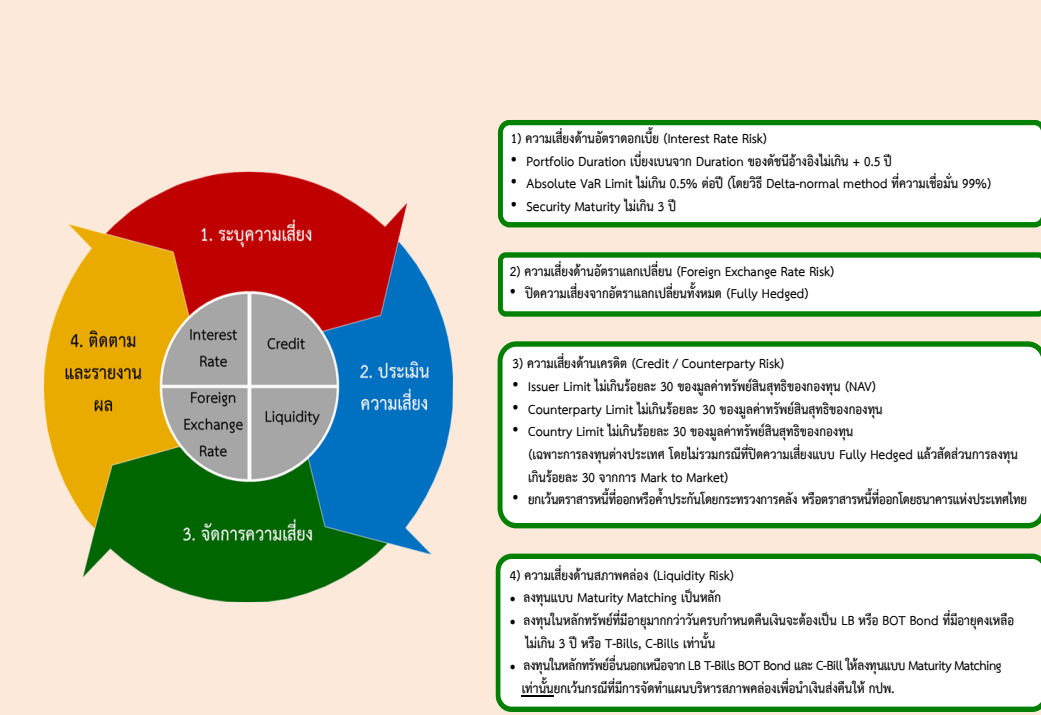 1. ระบุความเสี่ยง
2. ประเมิน
ความเสี่ยง
3. จัดการความเสี่ยง
4. ติดตาม
และรายงาน
ผล
Interest
Rate
Credit
Foreign
Exchange
Rate
Liquidity
1) ความเสี่ยงด้านอัตราดอกเบี้ย (Interest Rate Risk)
• Portfolio Duration เบี่ยงเบนจาก Duration ของดัชนีอ้างอิงไม่เกิน + 0.5 ปี
• Absolute VaR Limit ไม่เกิน 0.5% ต่อปี (โดยวิธี Delta-normal method ที่ความเชื่อมั่น 99%)
• Security Maturity ไม่เกิน 3 ปี
2) ความเสี่ยงด้านอัตราแลกเปลี่ยน (Foreign Exchange Rate Risk)
• ปิดความเสี่ยงจากอัตราแลกเปลี่ยนทั้งหมด (Fully Hedged)
3) ความเสี่ยงด้านเครดิต (Credit / Counterparty Risk)
• Issuer Limit ไม่เกินร้อยละ 30 ของมูลค่าทรัพย์สินสุทธิของกองทุน (NAV)
• Counterparty Limit ไม่เกินร้อยละ 30 ของมูลค่าทรัพย์สินสุทธิของกองทุน
• Country Limit ไม่เกินร้อยละ 30 ของมูลค่าทรัพย์สินสุทธิของกองทุน
(เฉพาะการลงทุนต่างประเทศ โดยไม่รวมกรณีที่ปิดความเสี่ยงแบบ Fully Hedged แล้วสัดส่วนการลงทุน
เกินร้อยละ 30 จากการ Mark to Market)
• ยกเว้นตราสารหนี้ที่ออกหรือค้ำประกันโดยกระทรวงการคลัง หรือตราสารหนี้ที่ออกโดยธนาคารแห่งประเทศไทย
4) ความเสี่ยงด้านสภาพคล่อง (Liquidity Risk)
• ลงทุนแบบ Maturity Matching เป็นหลัก
• ลงทุนในหลักทรัพย์ที่มีอายุมากกว่าวันครบกำหนดคืนเงินจะต้องเป็น LB หรือ BOT Bond ที่มีอายุคงเหลือ
ไม่เกิน 3 ปี หรือ T-Bills, C-Bills เท่านั้น
• ลงทุนในหลักทรัพย์อื่นนอกเหนือจาก LB T-Bills BOT Bond และ C-Bill ให้ลงทุนแบบ Maturity Matching
เท่านั้นยกเว้นกรณีที่มีการจัดทำแผนบริหารสภาพคล่องเพื่อนำเงินส่งคืนให้ กปพ.